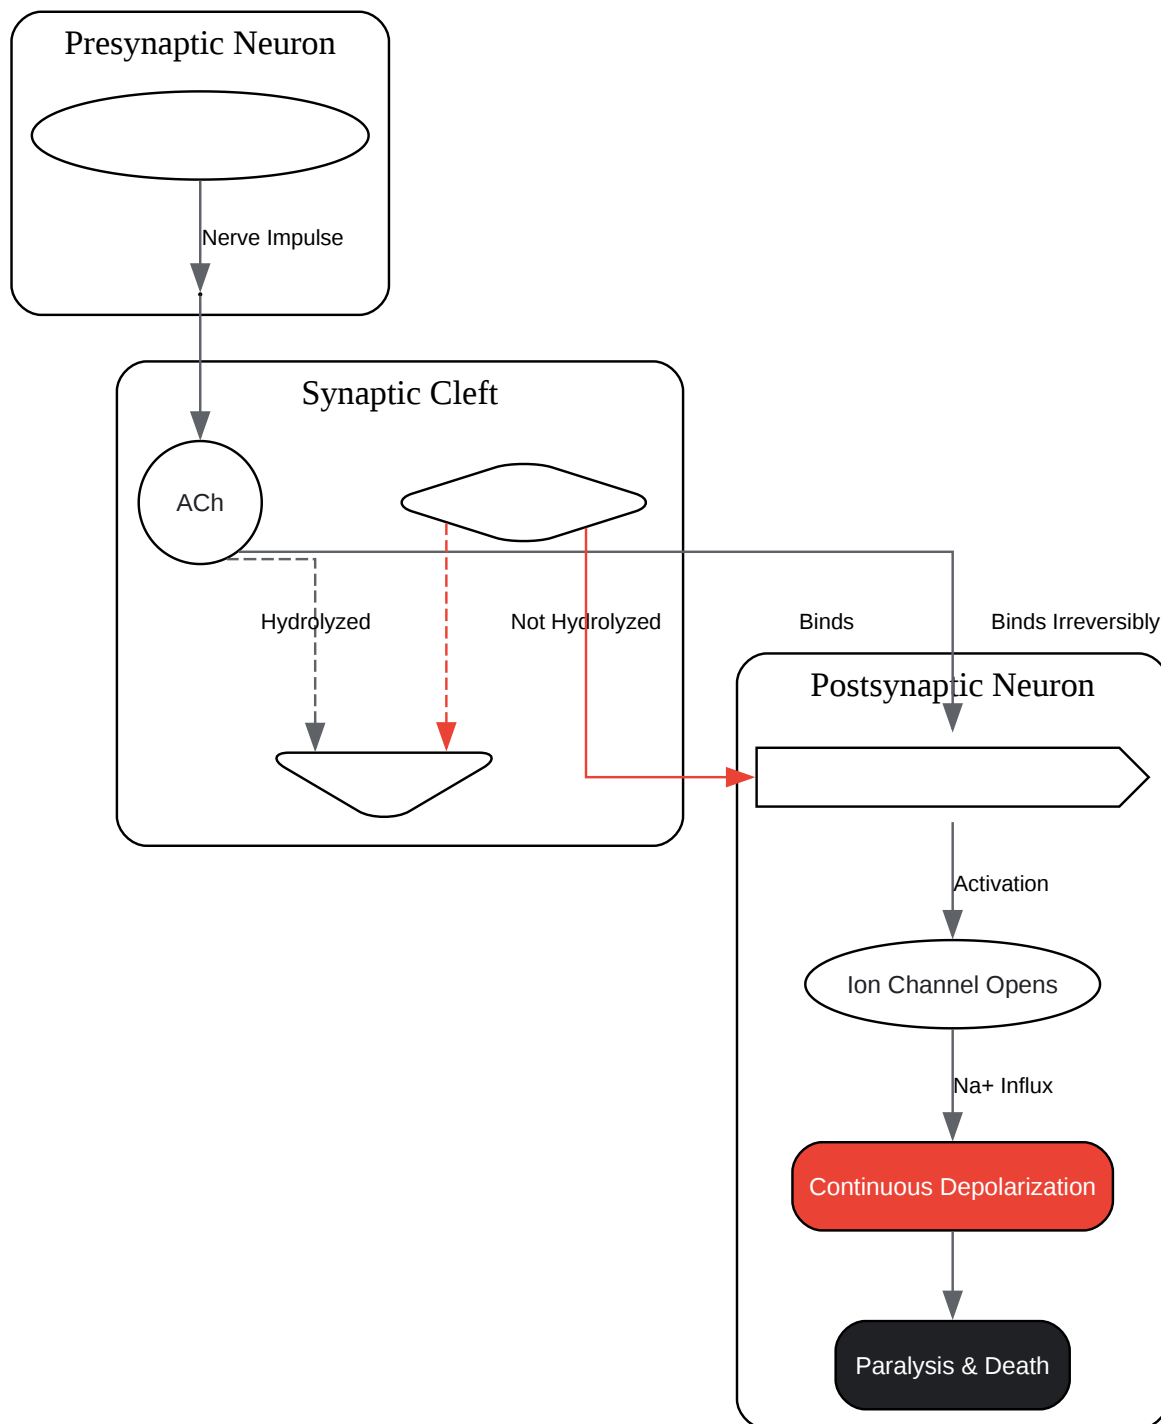 Presynaptic Neuron
Nerve Impulse
Synaptic Cleft
ACh
Hydrolyzed
Not Hydrolyzed
Binds
Binds Irreversibly
Postsynaptic Neuron
Activation
Ion Channel Opens
Na+ Influx
Continuous Depolarization
Paralysis & Death